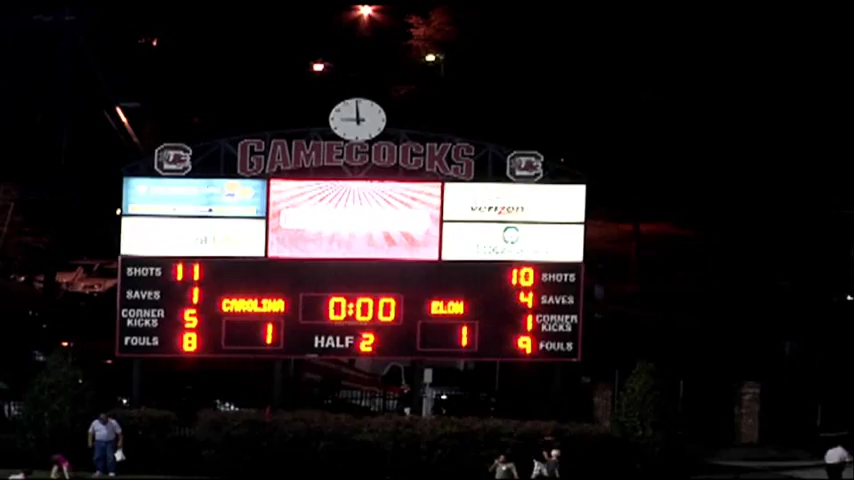 GAMECOCKS
verizon
SHOTS 11 10 SHOTS
SAVES 1 4 SAVES
CAROLINA 0:00 ELON
CORNER KICKS 5 1 CORNER KICKS
1 1
FOULS 8 HALF 2 9 FOULS